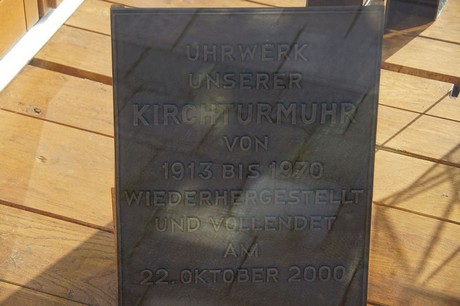 UHRWERK
UNSERER
KIRCHTURMUHR
VON
1913 BIS 1970
WIEDERHERGESTELLT
UND VOLLENDET
AM
22. OKTOBER 2000